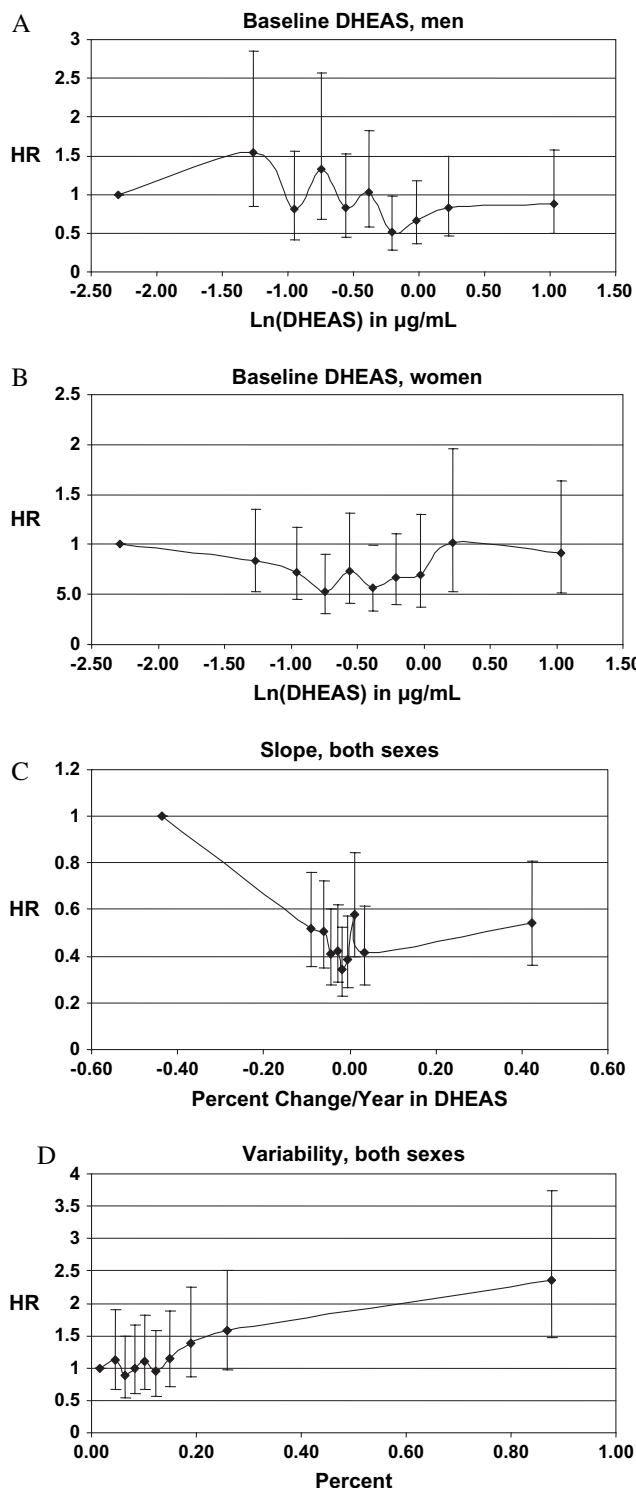 A
Baseline DHEAS, men
3
2.5
2
1.5
HR
1
0.5
0
-2.50 -2.00 -1.50 -1.00 -0.50 0.00 0.50 1.00 1.50
Ln(DHEAS) in µg/mL
B
Baseline DHEAS, women
2.5
2
1.5
HR
1
5.0
0
-2.50 -2.00 -1.50 -1.00 -0.50 0.00 0.50 1.00 1.50
Ln(DHEAS) in µg/mL
C
Slope, both sexes
1.2
1
0.8
HR
0.6
0.4
0.2
0
-0.60 -0.40 -0.20 0.00 0.20 0.40 0.60
Percent Change/Year in DHEAS
D
Variability, both sexes
4
3.5
3
2.5
HR
2
1.5
1
0.5
0
0.00 0.20 0.40 0.60 0.80 1.00
Percent